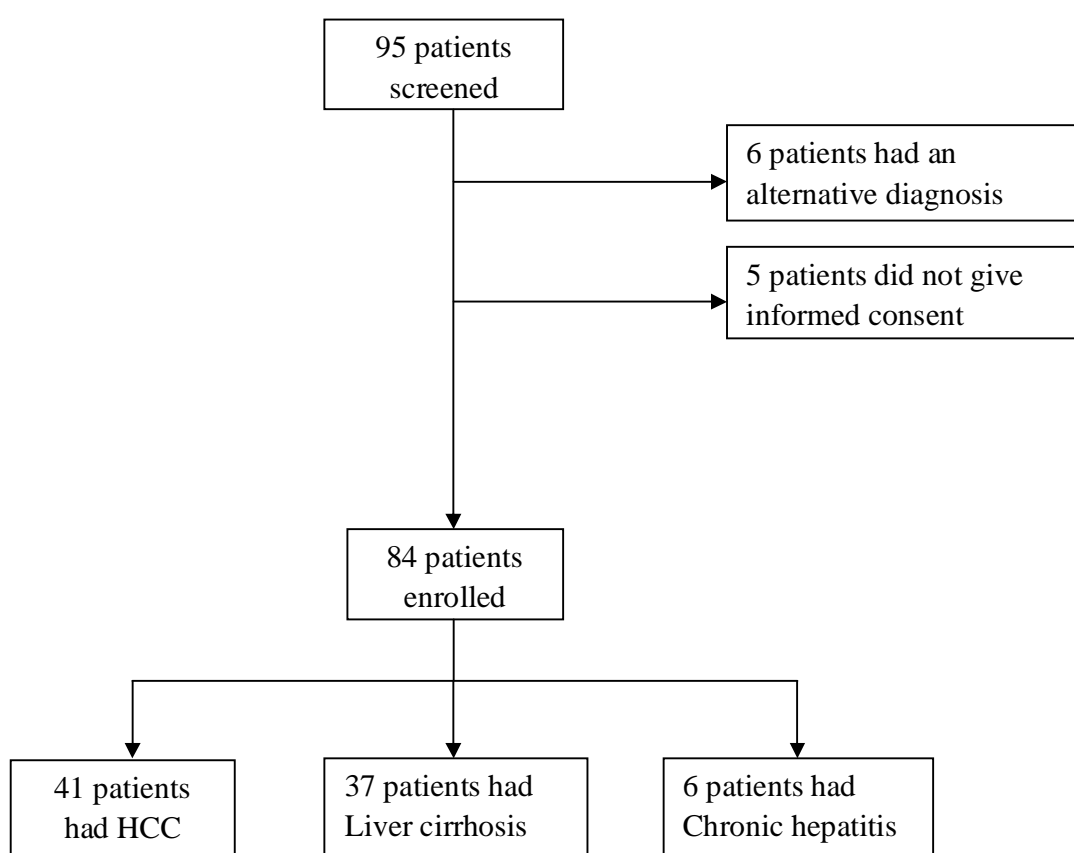 95 patients
screened
6 patients had an
alternative diagnosis
5 patients did not give
informed consent
84 patients
enrolled
41 patients
had HCC
37 patients had
Liver cirrhosis
6 patients had
Chronic hepatitis